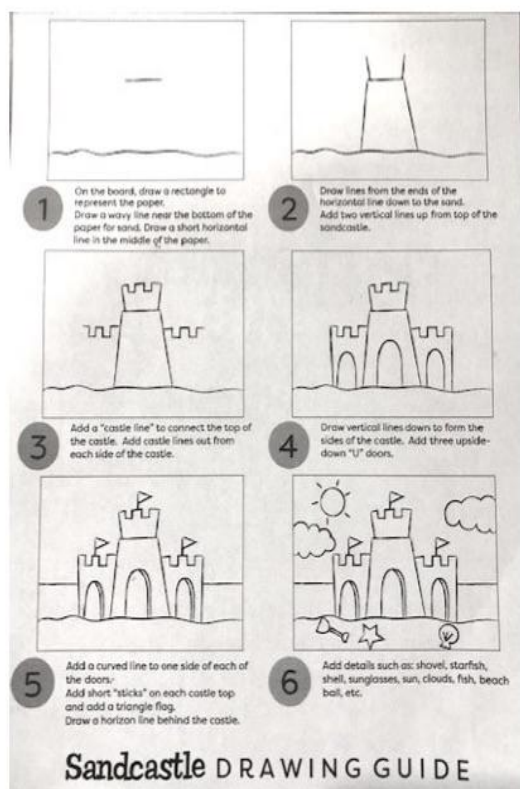 1
On the board, draw a rectangle to
represent the paper.
Draw a wavy line near the bottom of the
paper for sand. Draw a short horizontal
line in the middle of the paper.
2
Draw lines from the ends of the
horizontal line down to the sand.
Add two vertical lines up from top of the
sandcastle.
3
Add a "castle line" to connect the top of
the castle. Add castle lines out from
each side of the castle.
4
Draw vertical lines down to form the
sides of the castle. Add three upside-
down "U" doors.
5
Add a curved line to one side of each of
the doors.
Add short "sticks" on each castle top
and add a triangle flag.
Draw a horizon line behind the castle.
6
Add details such as: shovel, starfish,
shell, sunglasses, sun, clouds, fish, beach
ball, etc.
Sandcastle DRAWING GUIDE